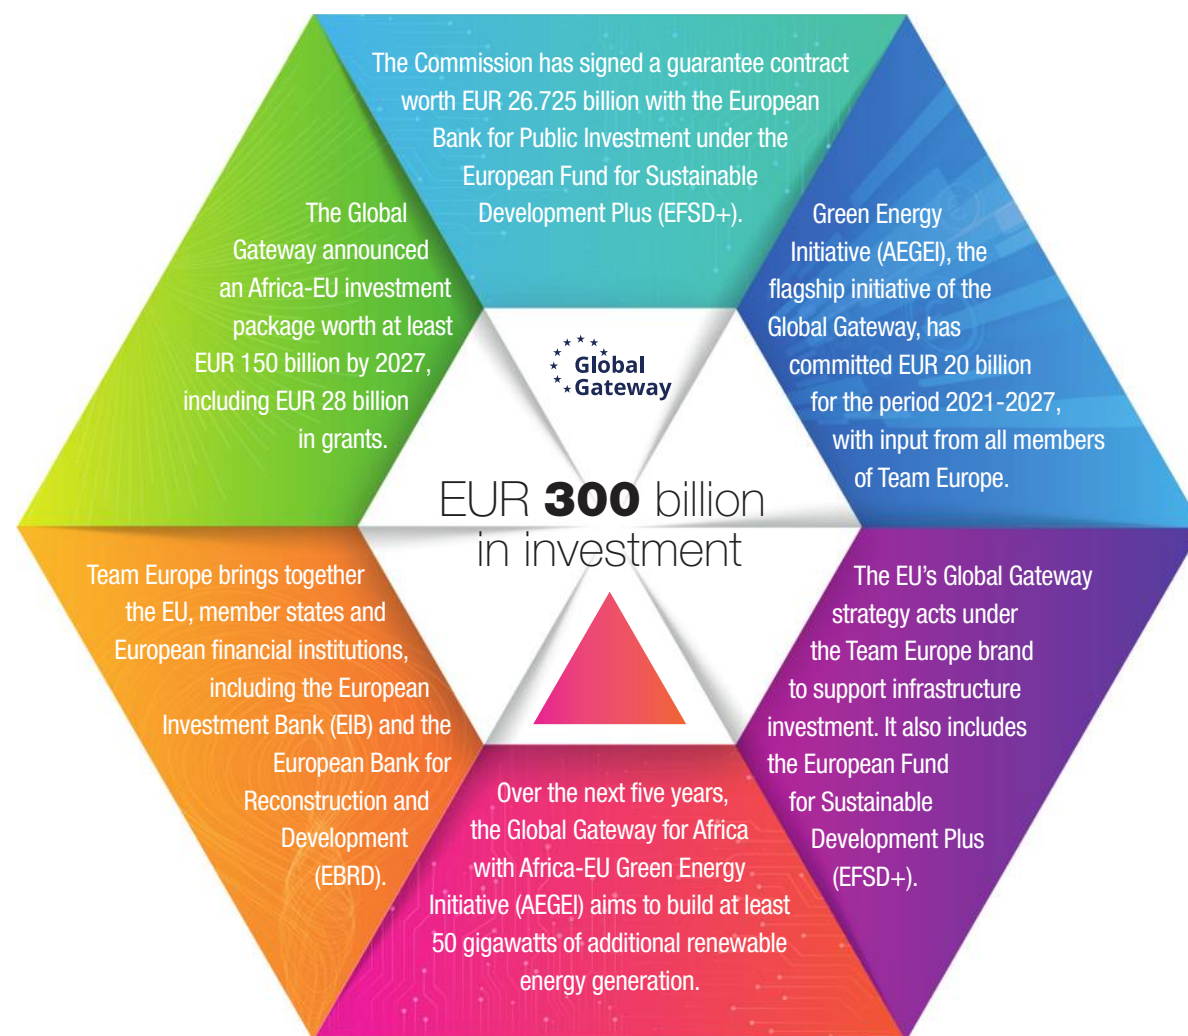 The Commission has signed a guarantee contract
worth EUR 26.725 billion with the European
Bank for Public Investment under the
European Fund for Sustainable
Development Plus (EFSD+).
Green Energy
Initiative (AEGEI), the
flagship initiative of the
Global Gateway, has
committed EUR 20 billion
for the period 2021-2027,
with input from all members
of Team Europe.
The EU’s Global Gateway
strategy acts under
the Team Europe brand
to support infrastructure
investment. It also includes
the European Fund
for Sustainable
Development Plus
(EFSD+).
Over the next five years,
the Global Gateway for Africa
with Africa-EU Green Energy
Initiative (AEGEI) aims to build at least
50 gigawatts of additional renewable
energy generation.
Team Europe brings together
the EU, member states and
European financial institutions,
including the European
Investment Bank (EIB) and the
European Bank for
Reconstruction and
Development
(EBRD).
The Global
Gateway announced
an Africa-EU investment
package worth at least
EUR 150 billion by 2027,
including EUR 28 billion
in grants.
Global
Gateway
EUR 300 billion
in investment